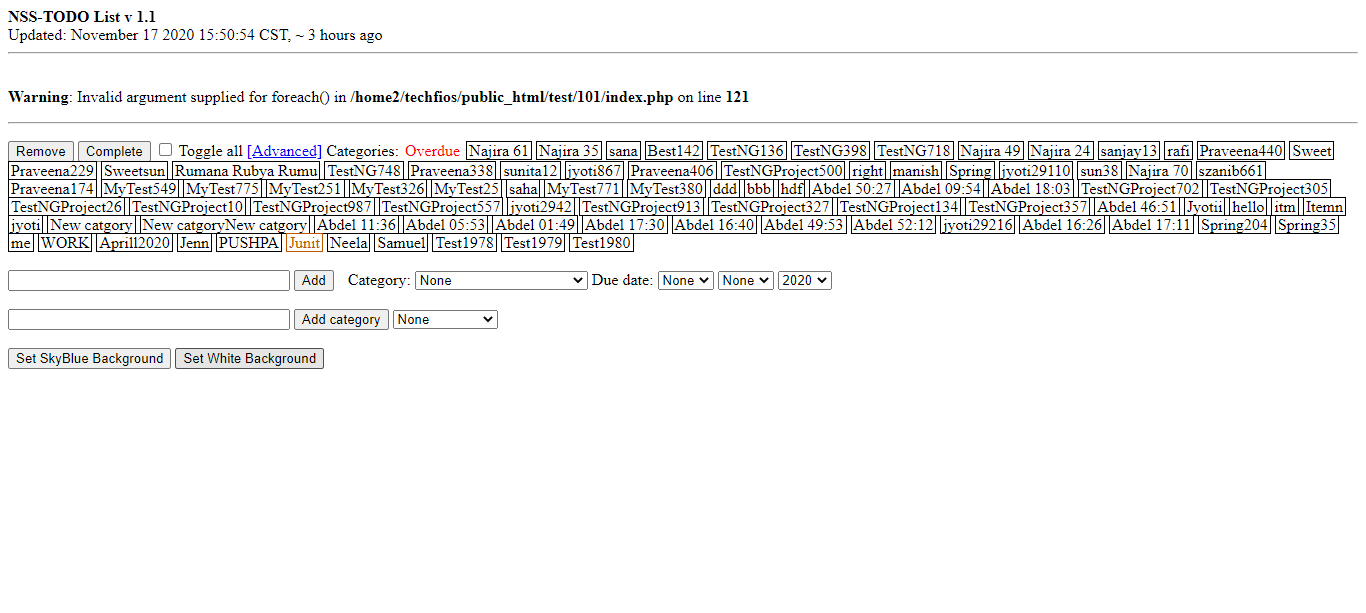 NSS-TODO List v 1.1
Updated: November 17 2020 15:50:54 CST, ~ 3 hours ago
Warning: Invalid argument supplied for foreach() in /home2/techfios/public_html/test/101/index.php on line 121
Remove Complete Toggle all [Advanced] Categories: Overdue Najira 61 Najira 35 sana Best142 TestNG136 TestNG398 TestNG718 Najira 49 Najira 24 sanjay13 rafi Praveena440 Sweet
Praveena229 Sweetsun Rumana Rubya Rumu TestNG748 Praveena338 sunita12 jyoti867 Praveena406 TestNGProject500 right manish Spring jyoti29110 sun38 Najira 70 szanib661
Praveena174 MyTest549 MyTest775 MyTest251 MyTest326 MyTest25 saha MyTest771 MyTest380 ddd bbb hdf Abdel 50:27 Abdel 09:54 Abdel 18:03 TestNGProject702 TestNGProject305
TestNGProject26 TestNGProject10 TestNGProject987 TestNGProject557 jyoti2942 TestNGProject913 TestNGProject327 TestNGProject134 TestNGProject357 Abdel 46:51 Jyotii hello itm Itemn
jyoti New catgory New catgoryNew catgory Abdel 11:36 Abdel 05:53 Abdel 01:49 Abdel 17:30 Abdel 16:40 Abdel 49:53 Abdel 52:12 jyoti29216 Abdel 16:26 Abdel 17:11 Spring204 Spring35
me WORK Aprill2020 Jenn PUSHPA Junit Neela Samuel Test1978 Test1979 Test1980
Add Category: None Due date: None None 2020
Add category None
Set SkyBlue Background Set White Background